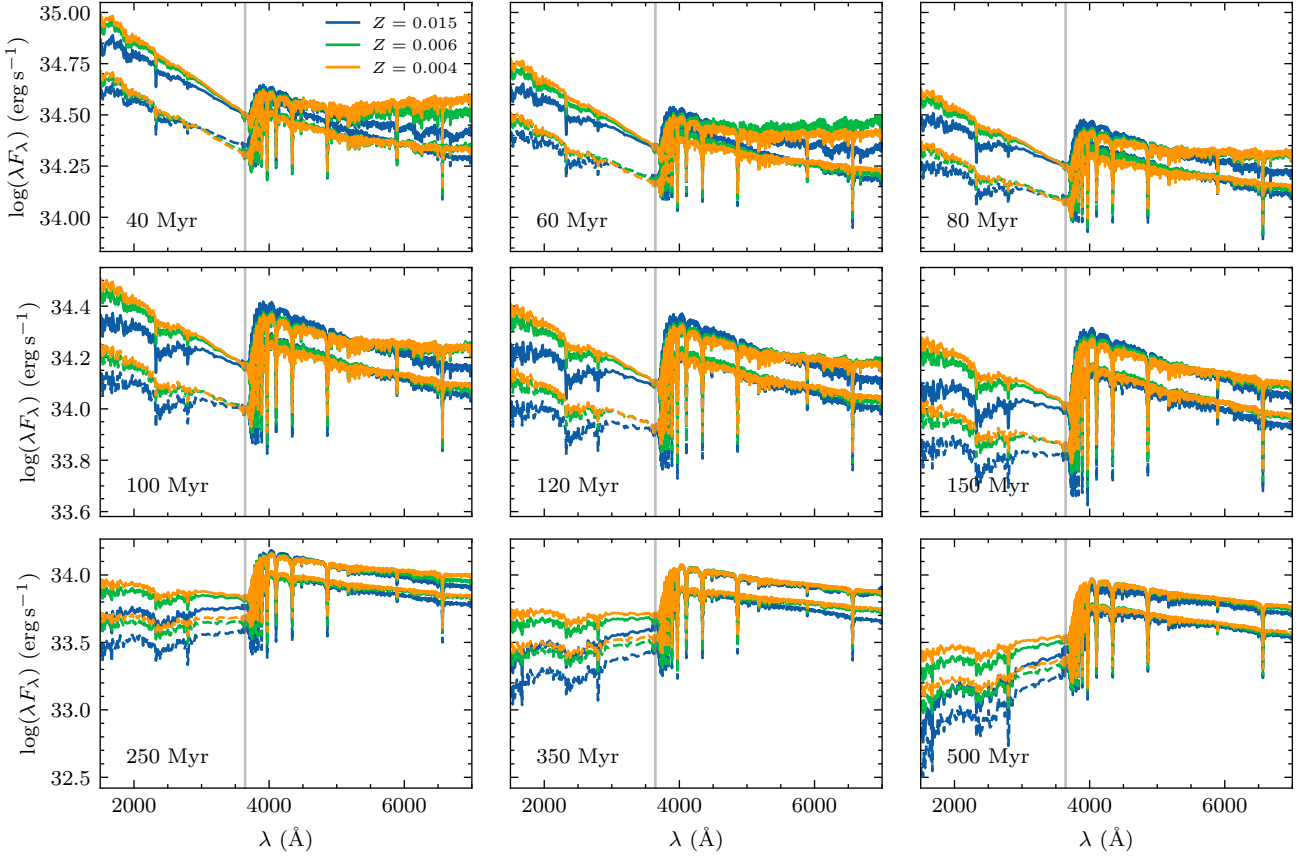 35.00
34.75
34.50
34.25
34.00
log(λFλ) (erg s⁻¹)
Z = 0.015
Z = 0.006
Z = 0.004
40 Myr
60 Myr
80 Myr
34.4
34.2
34.0
33.8
33.6
log(λFλ) (erg s⁻¹)
100 Myr
120 Myr
150 Myr
34.0
33.5
33.0
32.5
log(λFλ) (erg s⁻¹)
250 Myr
350 Myr
500 Myr
2000 4000 6000
2000 4000 6000
2000 4000 6000
λ (Å)
λ (Å)
λ (Å)